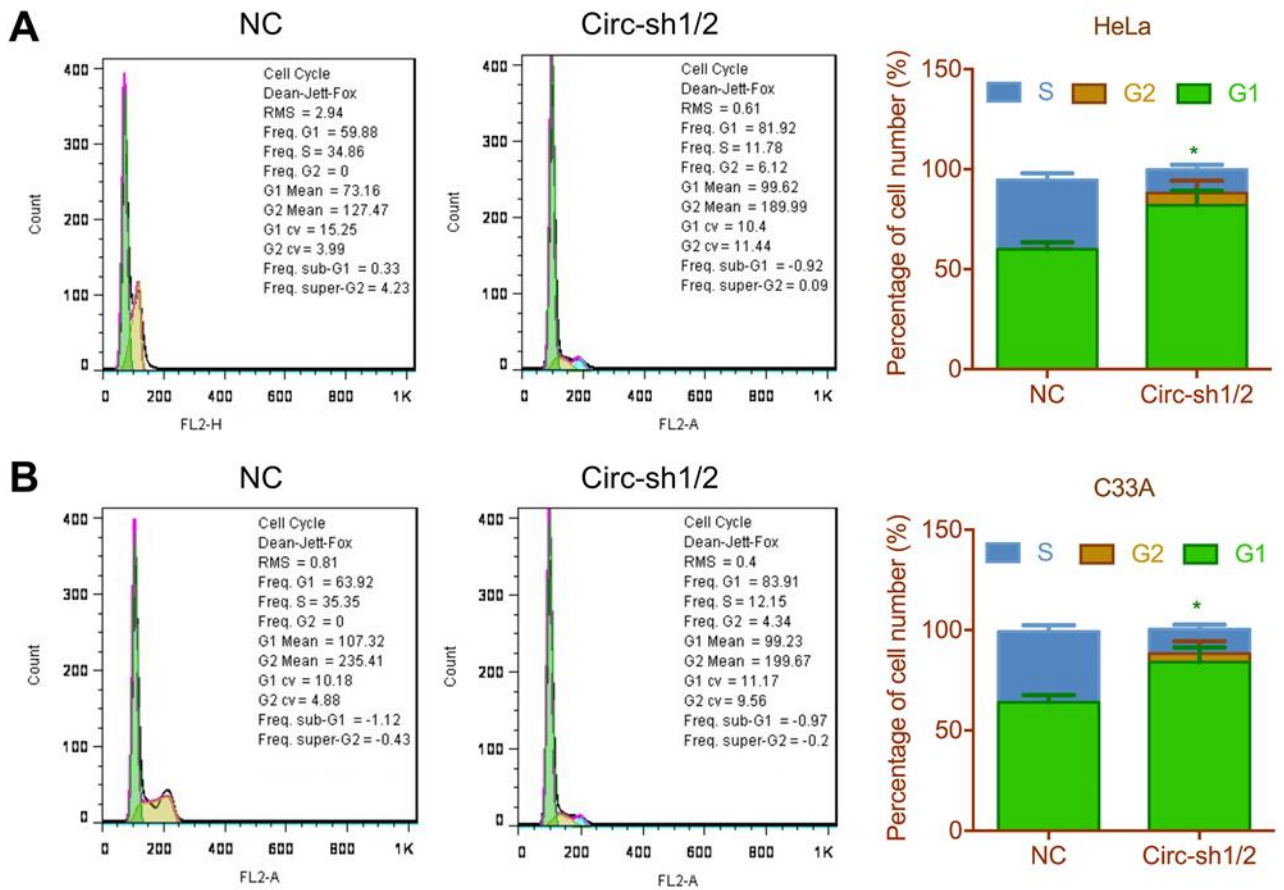 A
NC
Circ-sh1/2
HeLa
400
300
200
100
0
Count
Cell Cycle
Dean-Jett-Fox
RMS = 2.94
Freq. G1 = 59.88
Freq. S = 34.86
Freq. G2 = 0
G1 Mean = 73.16
G2 Mean = 127.47
G1 cv = 15.25
G2 cv = 3.99
Freq. sub-G1 = 0.33
Freq. super-G2 = 4.23
0 200 400 600 800 1K
FL2-H
400
300
200
100
0
Count
Cell Cycle
Dean-Jett-Fox
RMS = 0.61
Freq. G1 = 81.92
Freq. S = 11.78
Freq. G2 = 6.12
G1 Mean = 99.62
G2 Mean = 189.99
G1 cv = 10.4
G2 cv = 11.44
Freq. sub-G1 = -0.92
Freq. super-G2 = 0.09
0 200 400 600 800 1K
FL2-A
Percentage of cell number (%)
150
100
50
0
S G2 G1
*
NC Circ-sh1/2
B
NC
Circ-sh1/2
C33A
400
300
200
100
0
Count
Cell Cycle
Dean-Jett-Fox
RMS = 0.81
Freq. G1 = 63.92
Freq. S = 35.35
Freq. G2 = 0
G1 Mean = 107.32
G2 Mean = 235.41
G1 cv = 10.18
G2 cv = 4.88
Freq. sub-G1 = -1.12
Freq. super-G2 = -0.43
0 200 400 600 800 1K
FL2-A
400
300
200
100
0
Count
Cell Cycle
Dean-Jett-Fox
RMS = 0.4
Freq. G1 = 83.91
Freq. S = 12.15
Freq. G2 = 4.34
G1 Mean = 99.23
G2 Mean = 199.67
G1 cv = 11.17
G2 cv = 9.56
Freq. sub-G1 = -0.97
Freq. super-G2 = -0.2
0 200 400 600 800 1K
FL2-A
Percentage of cell number (%)
150
100
50
0
S G2 G1
*
NC Circ-sh1/2